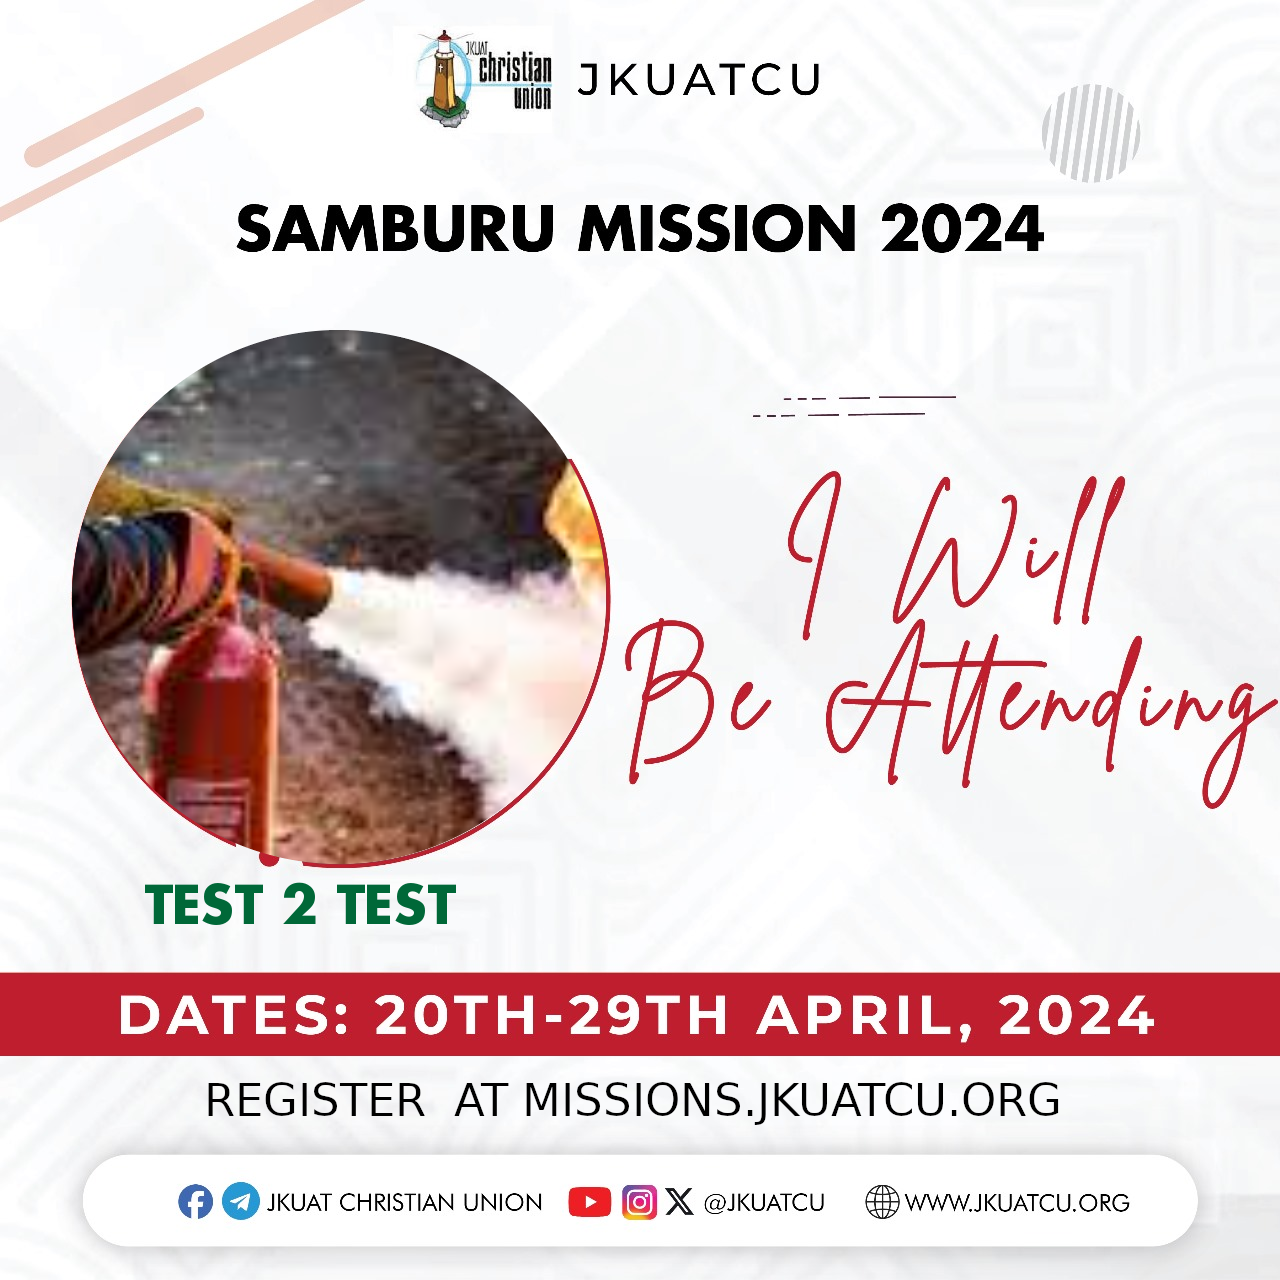 JKUAT
christian
union
JKUATCU
SAMBURU MISSION 2024
I Will
Be Attending
TEST 2 TEST
DATES: 20TH-29TH APRIL, 2024
REGISTER  AT MISSIONS.JKUATCU.ORG
JKUAT CHRISTIAN UNION @JKUATCU WWW.JKUATCU.ORG